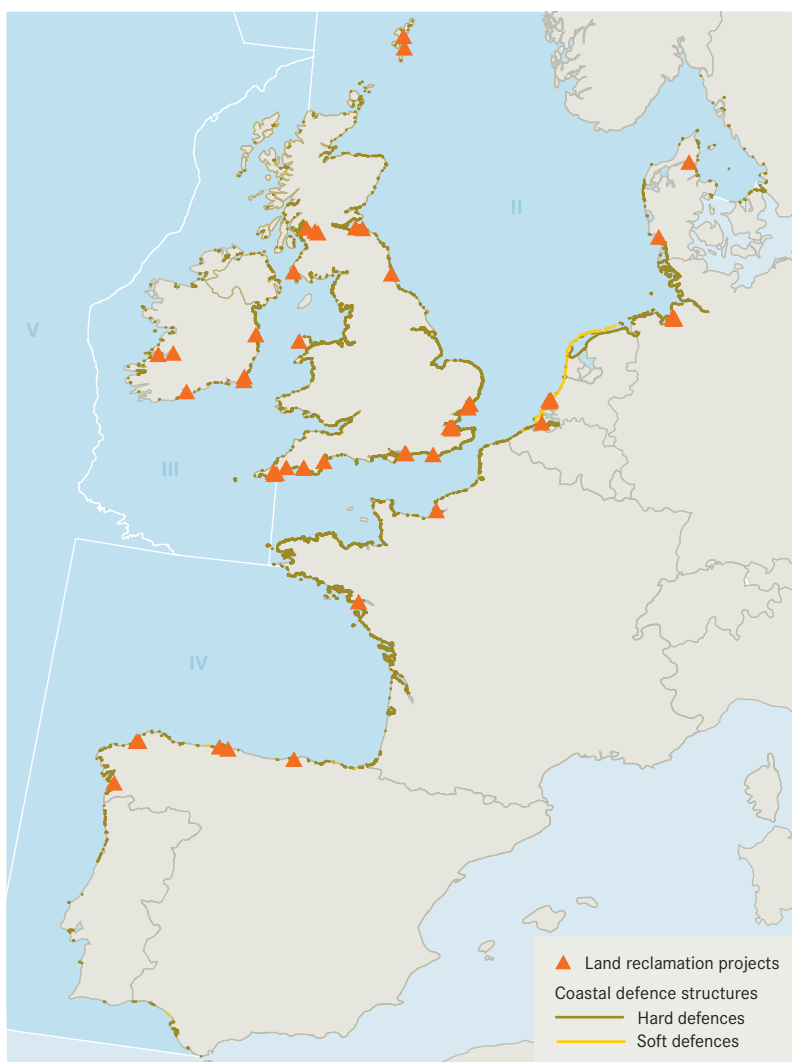 II
V
III
IV
Land reclamation projects
Coastal defence structures
Hard defences
Soft defences